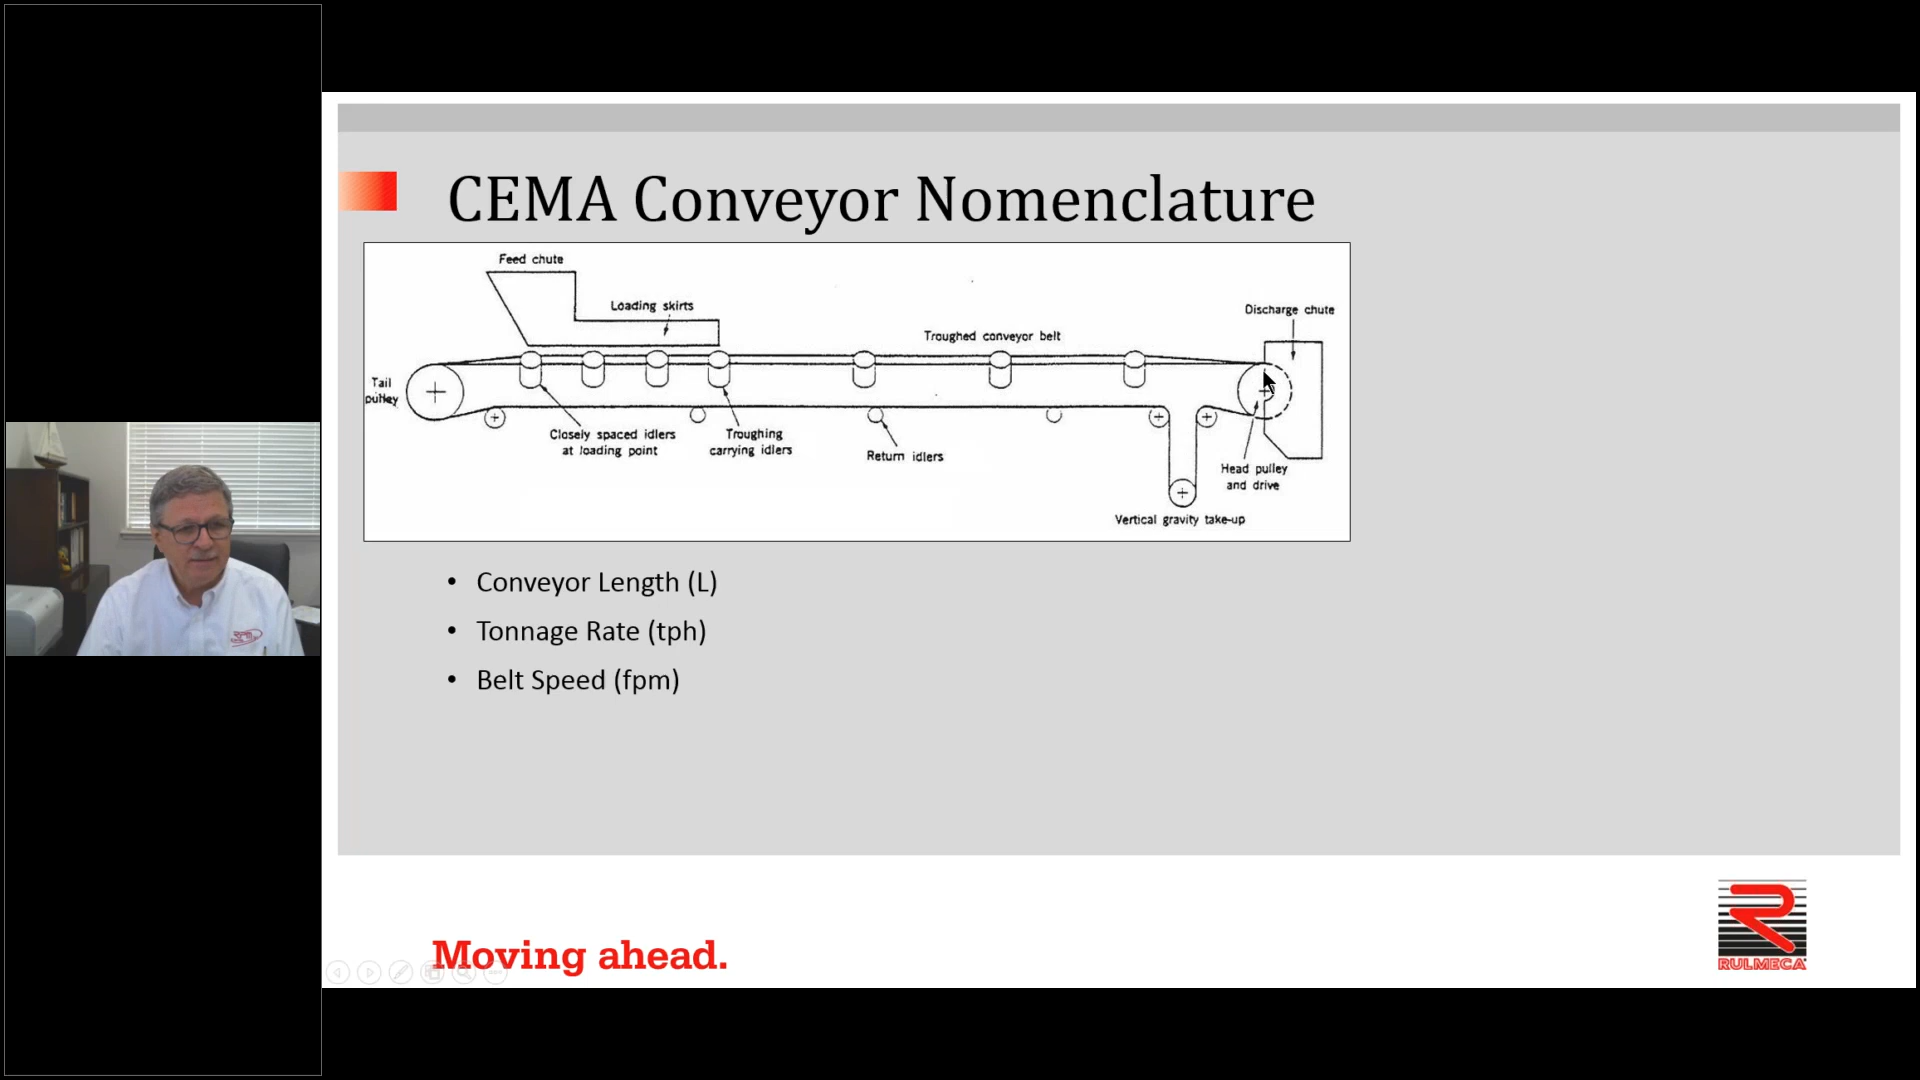 CEMA Conveyor Nomenclature
Feed chute
Loading skirts
Discharge chute
Troughed conveyor belt
Tail
pulley
Closely spaced idlers
at loading point
Troughing
carrying idlers
Return idlers
Head pulley
and drive
Vertical gravity take-up
• Conveyor Length (L)
• Tonnage Rate (tph)
• Belt Speed (fpm)
Moving ahead.
RULMECA